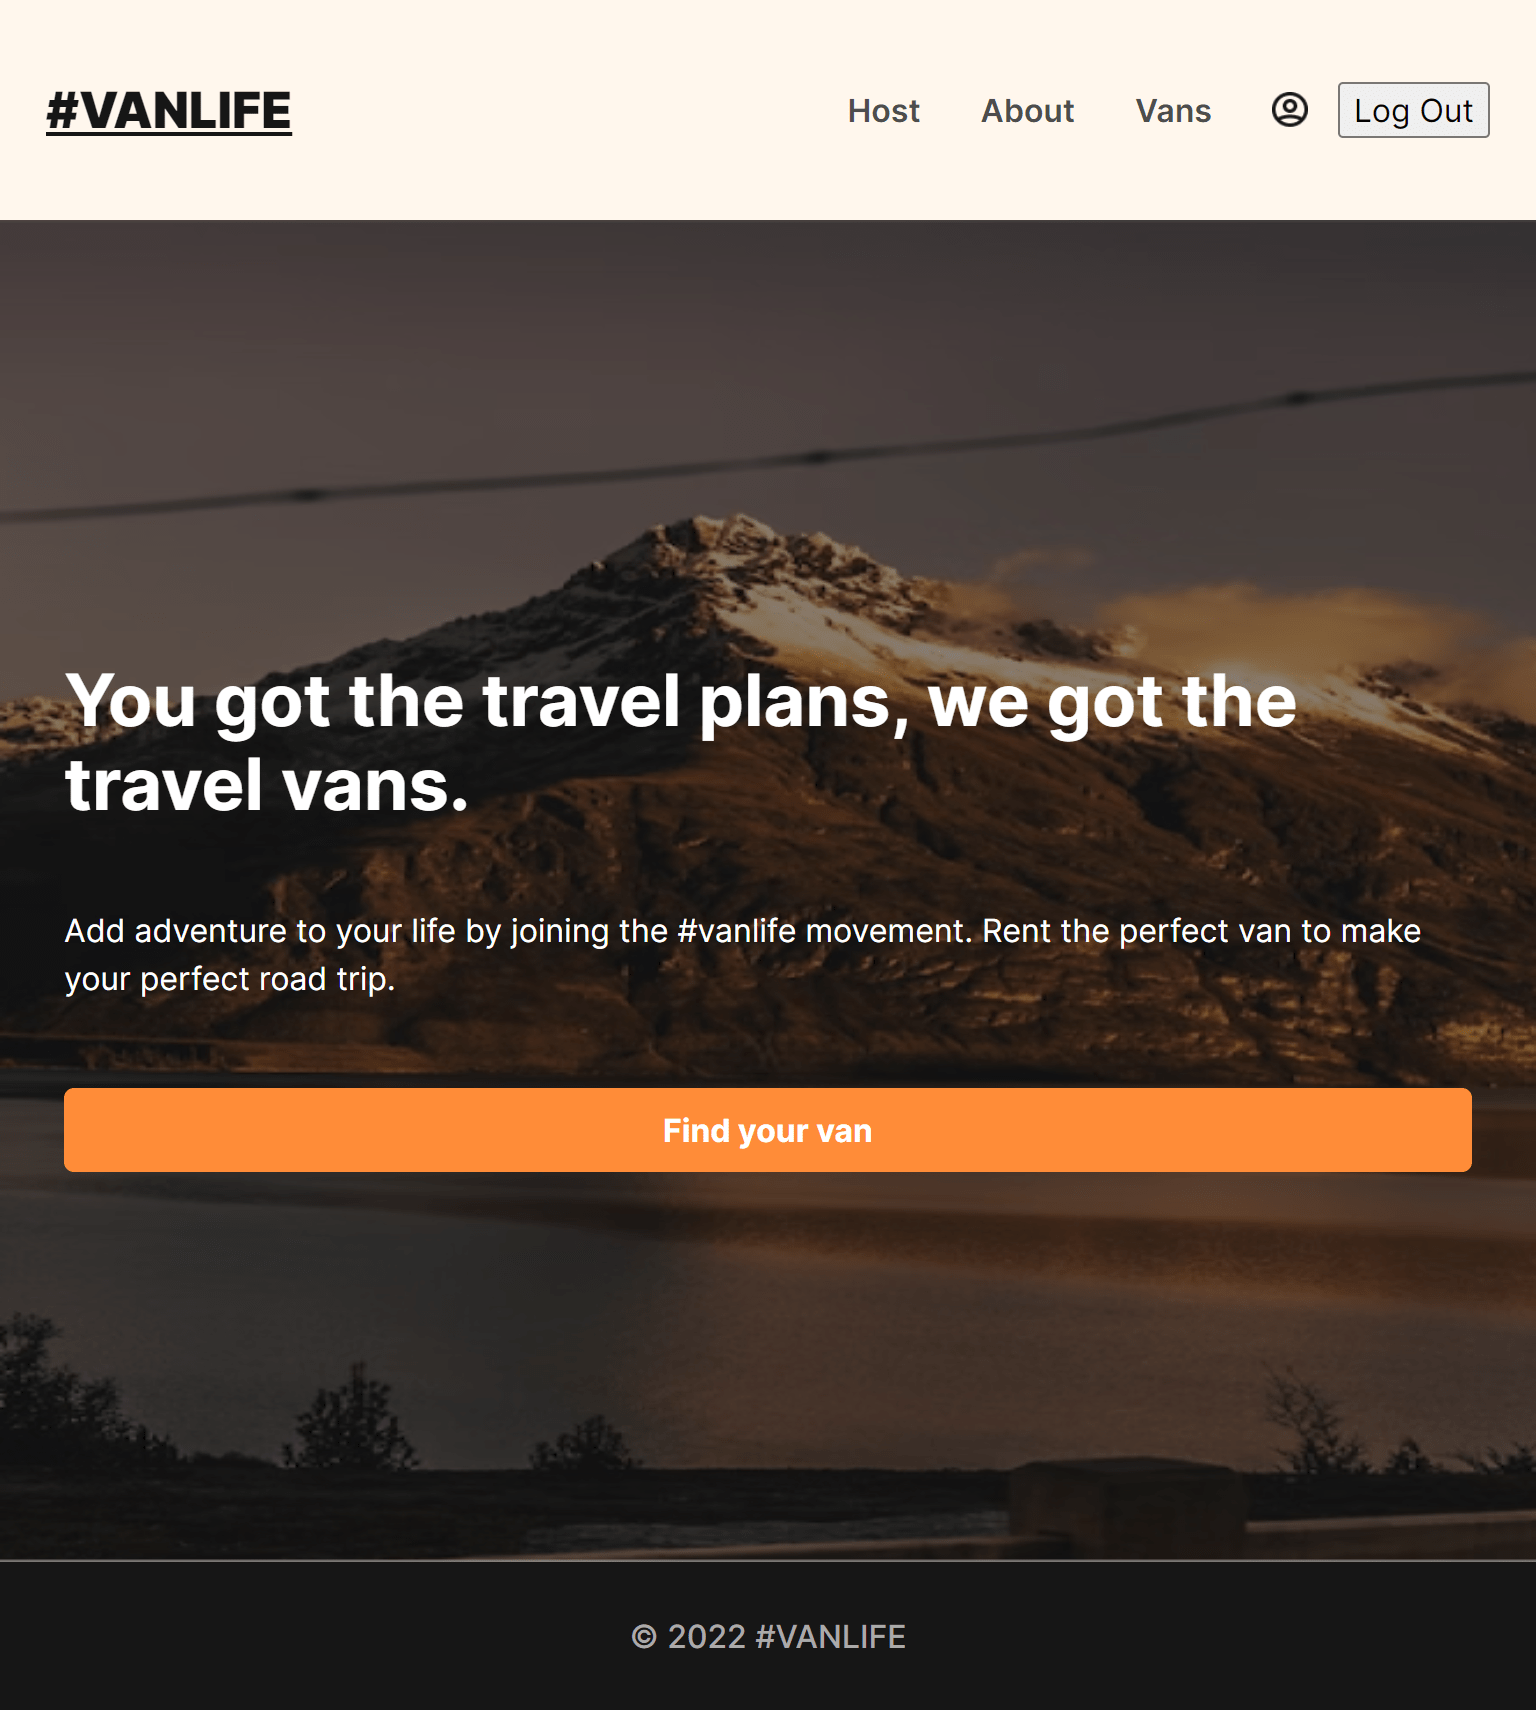 #VANLIFE
Host About Vans Log Out
You got the travel plans, we got the
travel vans.
Add adventure to your life by joining the #vanlife movement. Rent the perfect van to make
your perfect road trip.
Find your van
© 2022 #VANLIFE